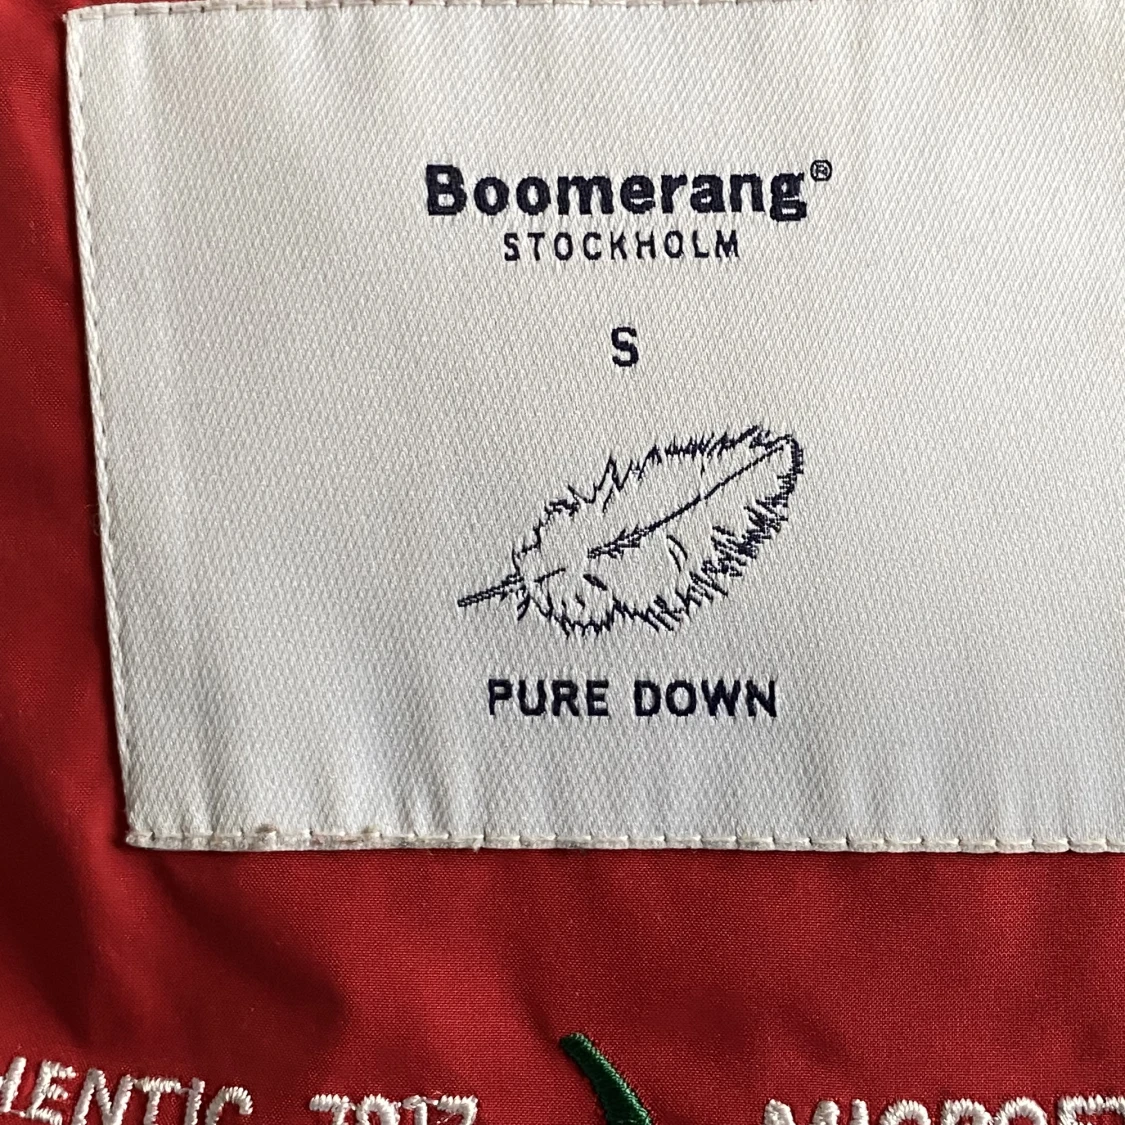 Boomerang®
STOCKHOLM
S
PURE DOWN